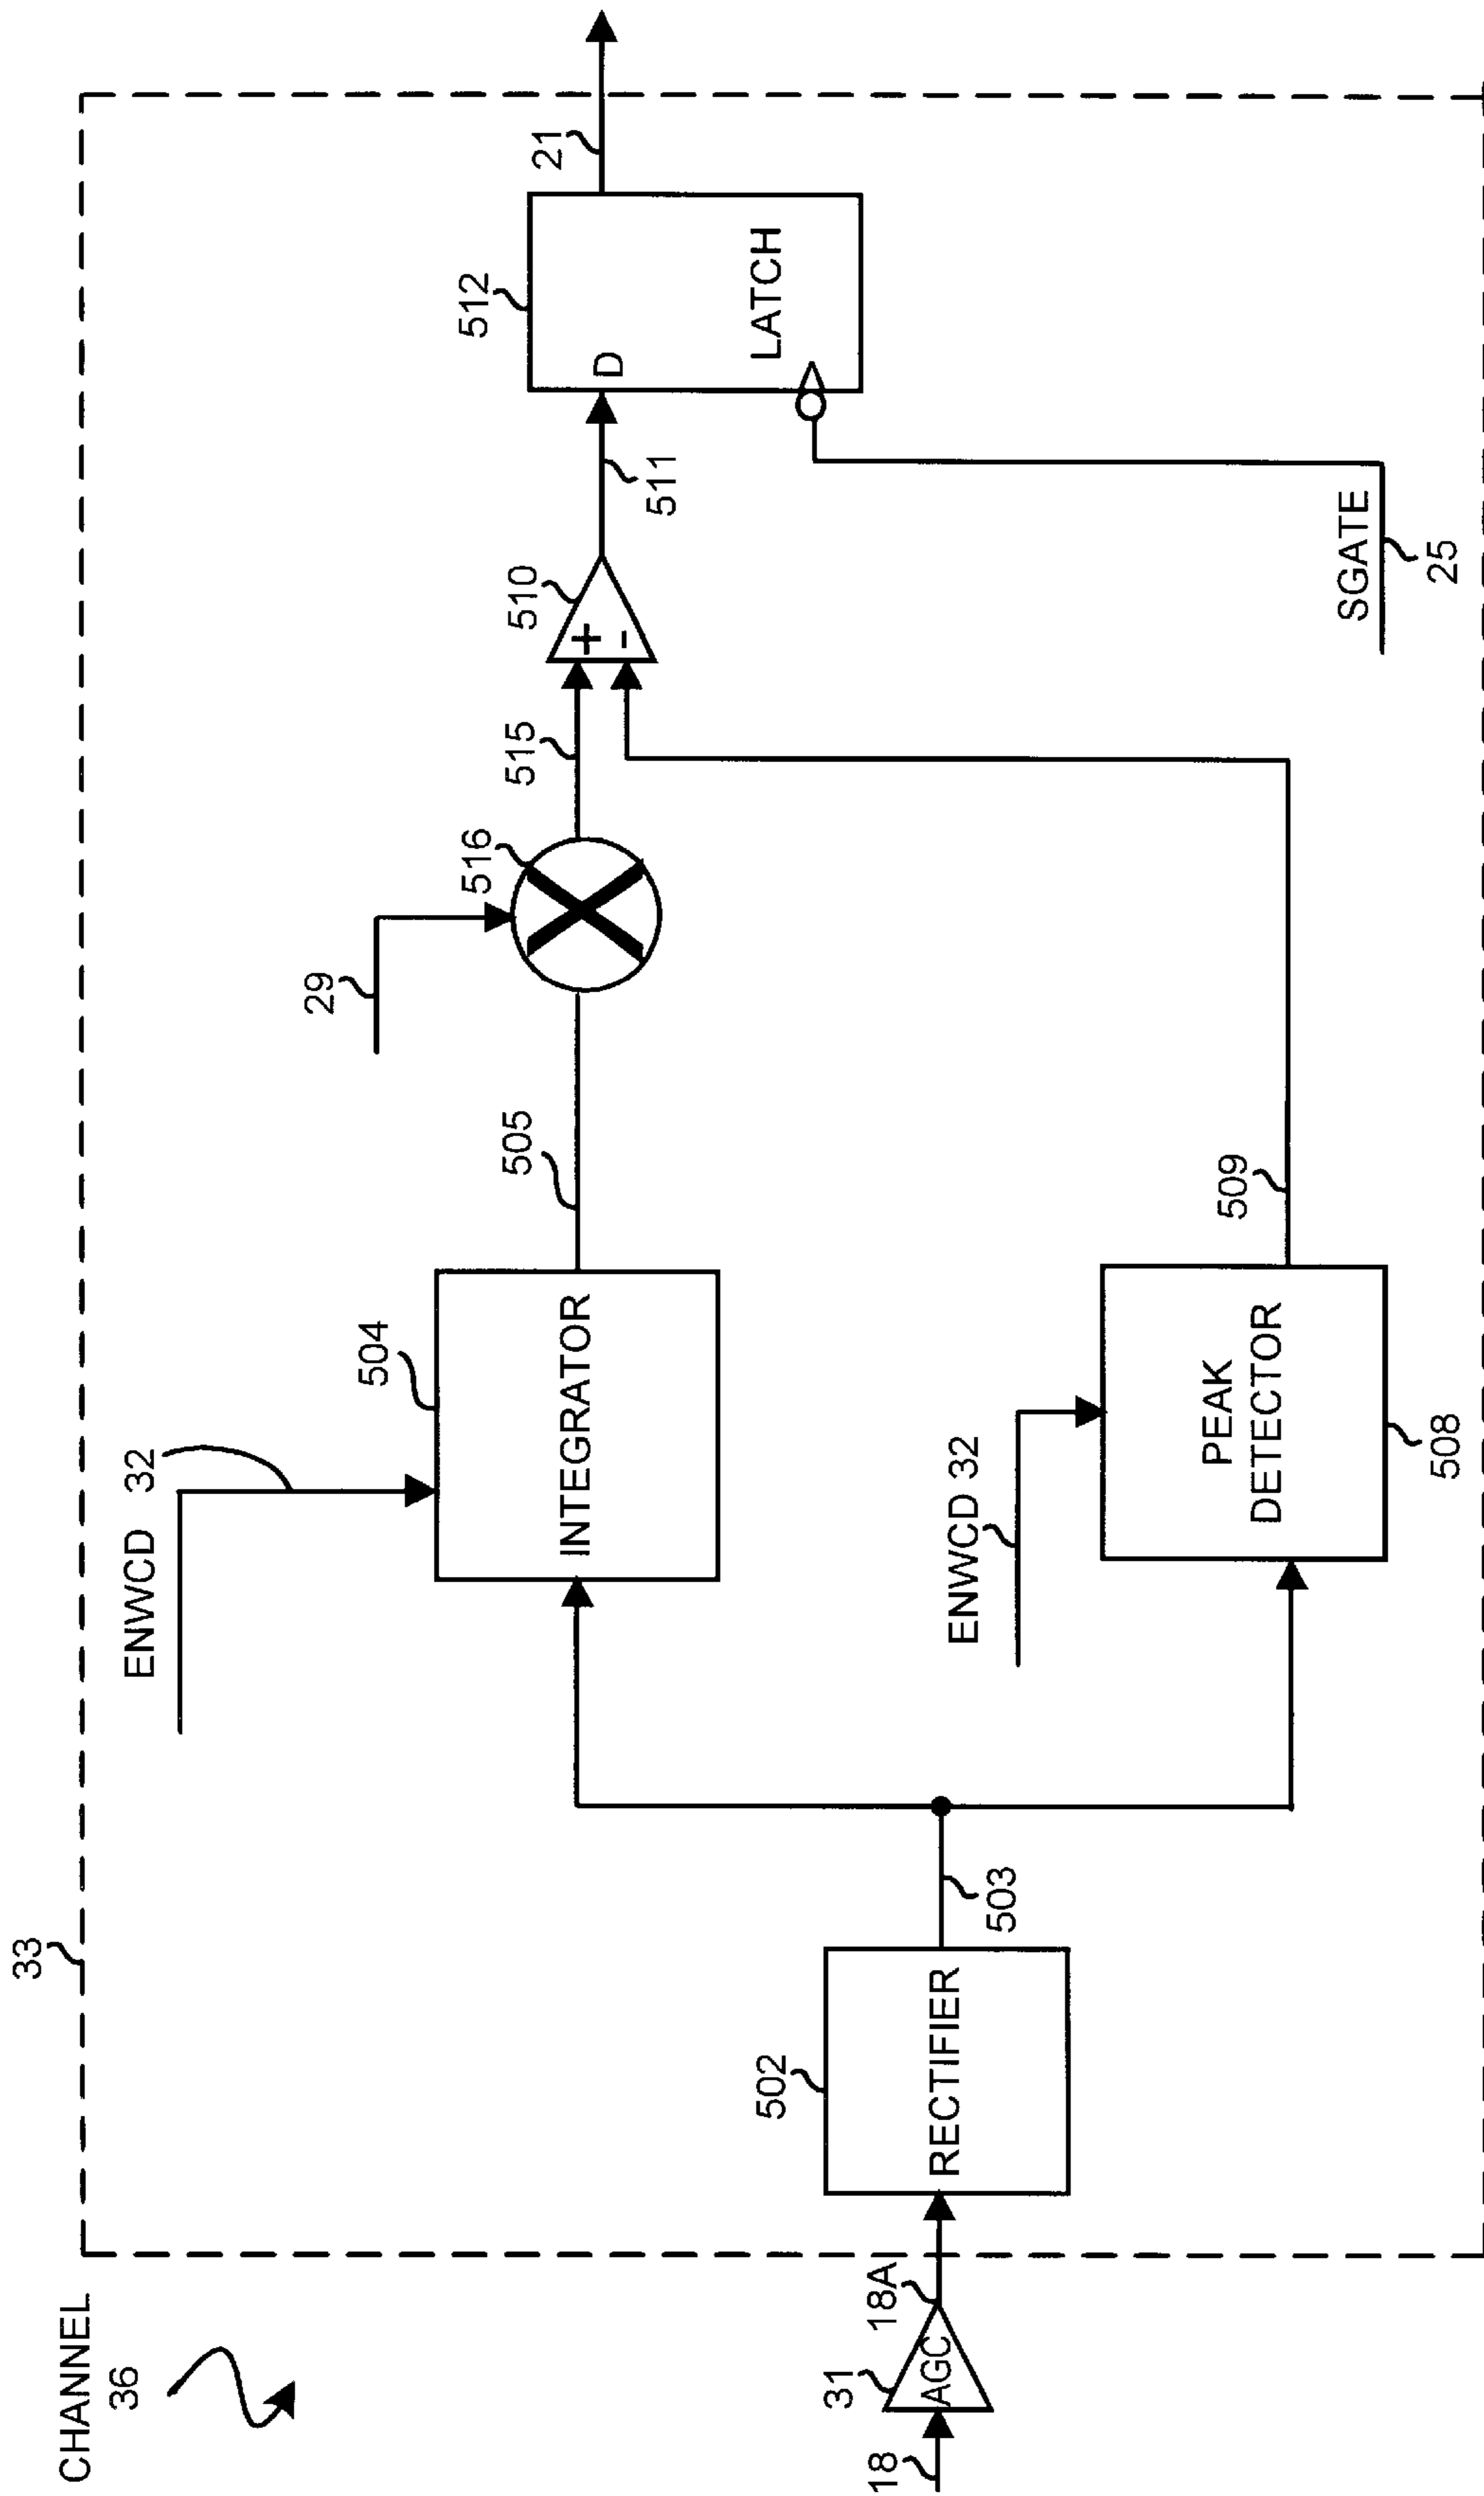 CHANNEL
36
33
18
31
AGC
18A
502
RECTIFIER
503
ENWCD 32
504
INTEGRATOR
505
ENWCD 32
PEAK
DETECTOR
508
509
29
516
515
510
+
-
511
SGATE
25
512
D
LATCH
21